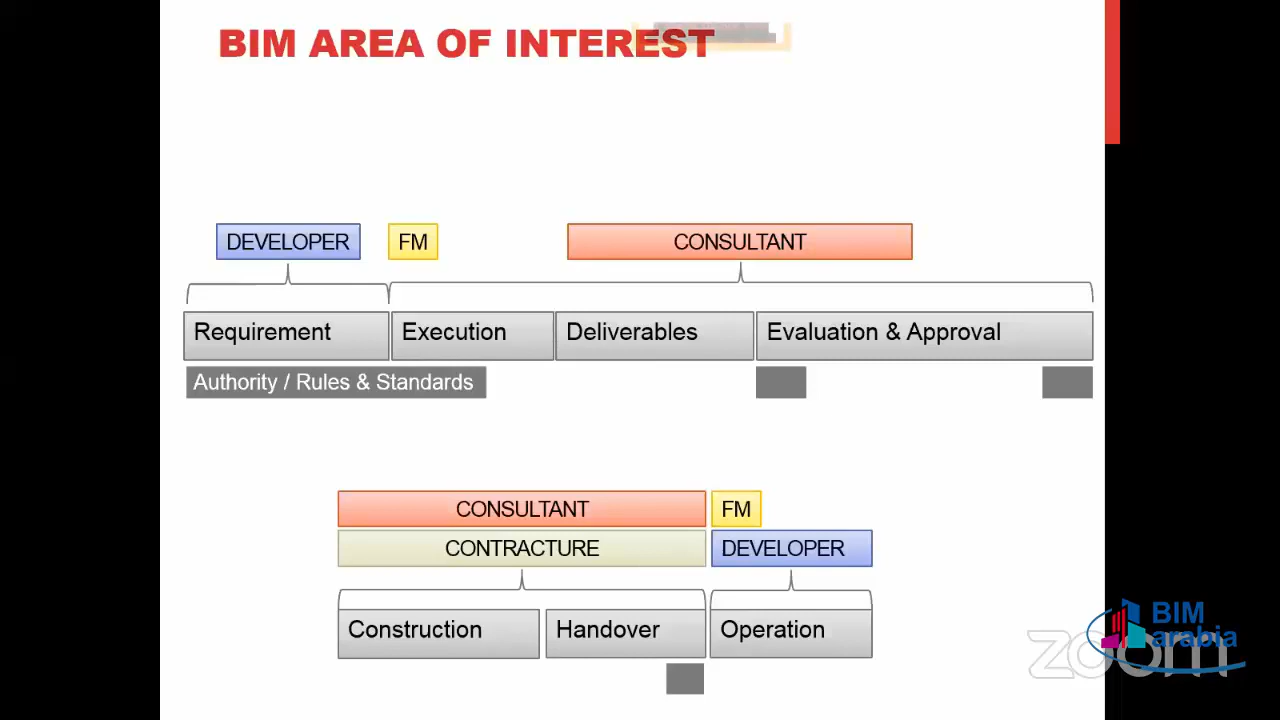 BIM AREA OF INTEREST
DEVELOPER FM CONSULTANT
Requirement Execution Deliverables Evaluation & Approval
Authority / Rules & Standards
CONSULTANT FM
CONTRACTURE DEVELOPER
Construction Handover Operation
BIM
arabia
zoom